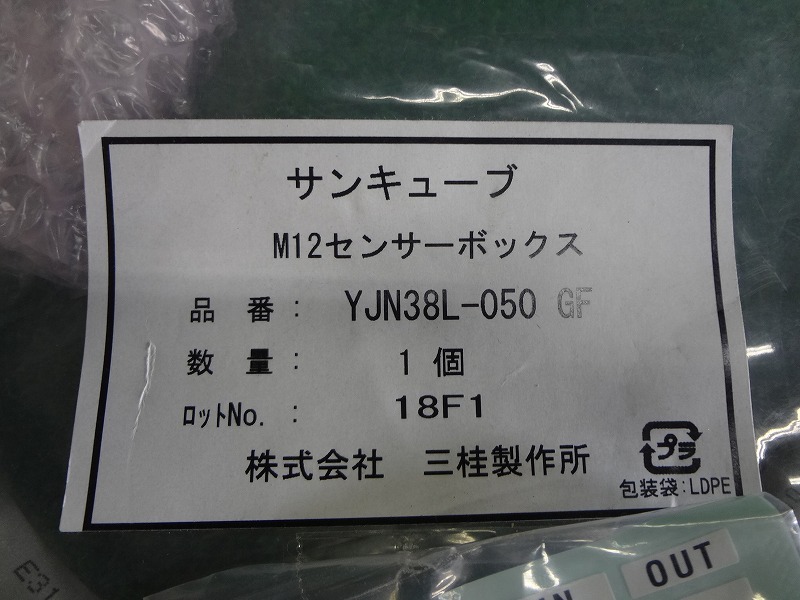 サンキューブ
M12センサーボックス
品 番 : YJN38L-050 GF
数 量 : 1 個
ロットNo. : 18F1
株式会社 三桂製作所
プラ
包装袋:LDPE
OUT
E31